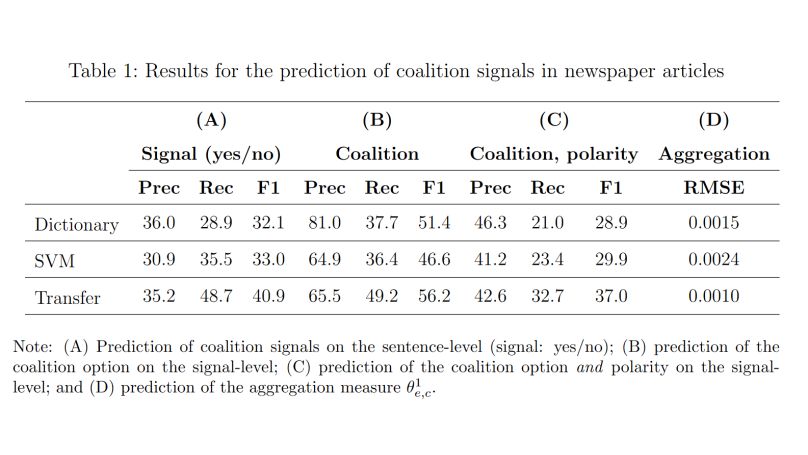 Table 1: Results for the prediction of coalition signals in newspaper articles
(A) (B) (C) (D)
Signal (yes/no) Coalition Coalition, polarity Aggregation
Prec Rec F1 Prec Rec F1 Prec Rec F1 RMSE
Dictionary 36.0 28.9 32.1 81.0 37.7 51.4 46.3 21.0 28.9 0.0015
SVM 30.9 35.5 33.0 64.9 36.4 46.6 41.2 23.4 29.9 0.0024
Transfer 35.2 48.7 40.9 65.5 49.2 56.2 42.6 32.7 37.0 0.0010
Note: (A) Prediction of coalition signals on the sentence-level (signal: yes/no); (B) prediction of the
coalition option on the signal-level; (C) prediction of the coalition option and polarity on the signal-
level; and (D) prediction of the aggregation measure θ¹ₑ,c.